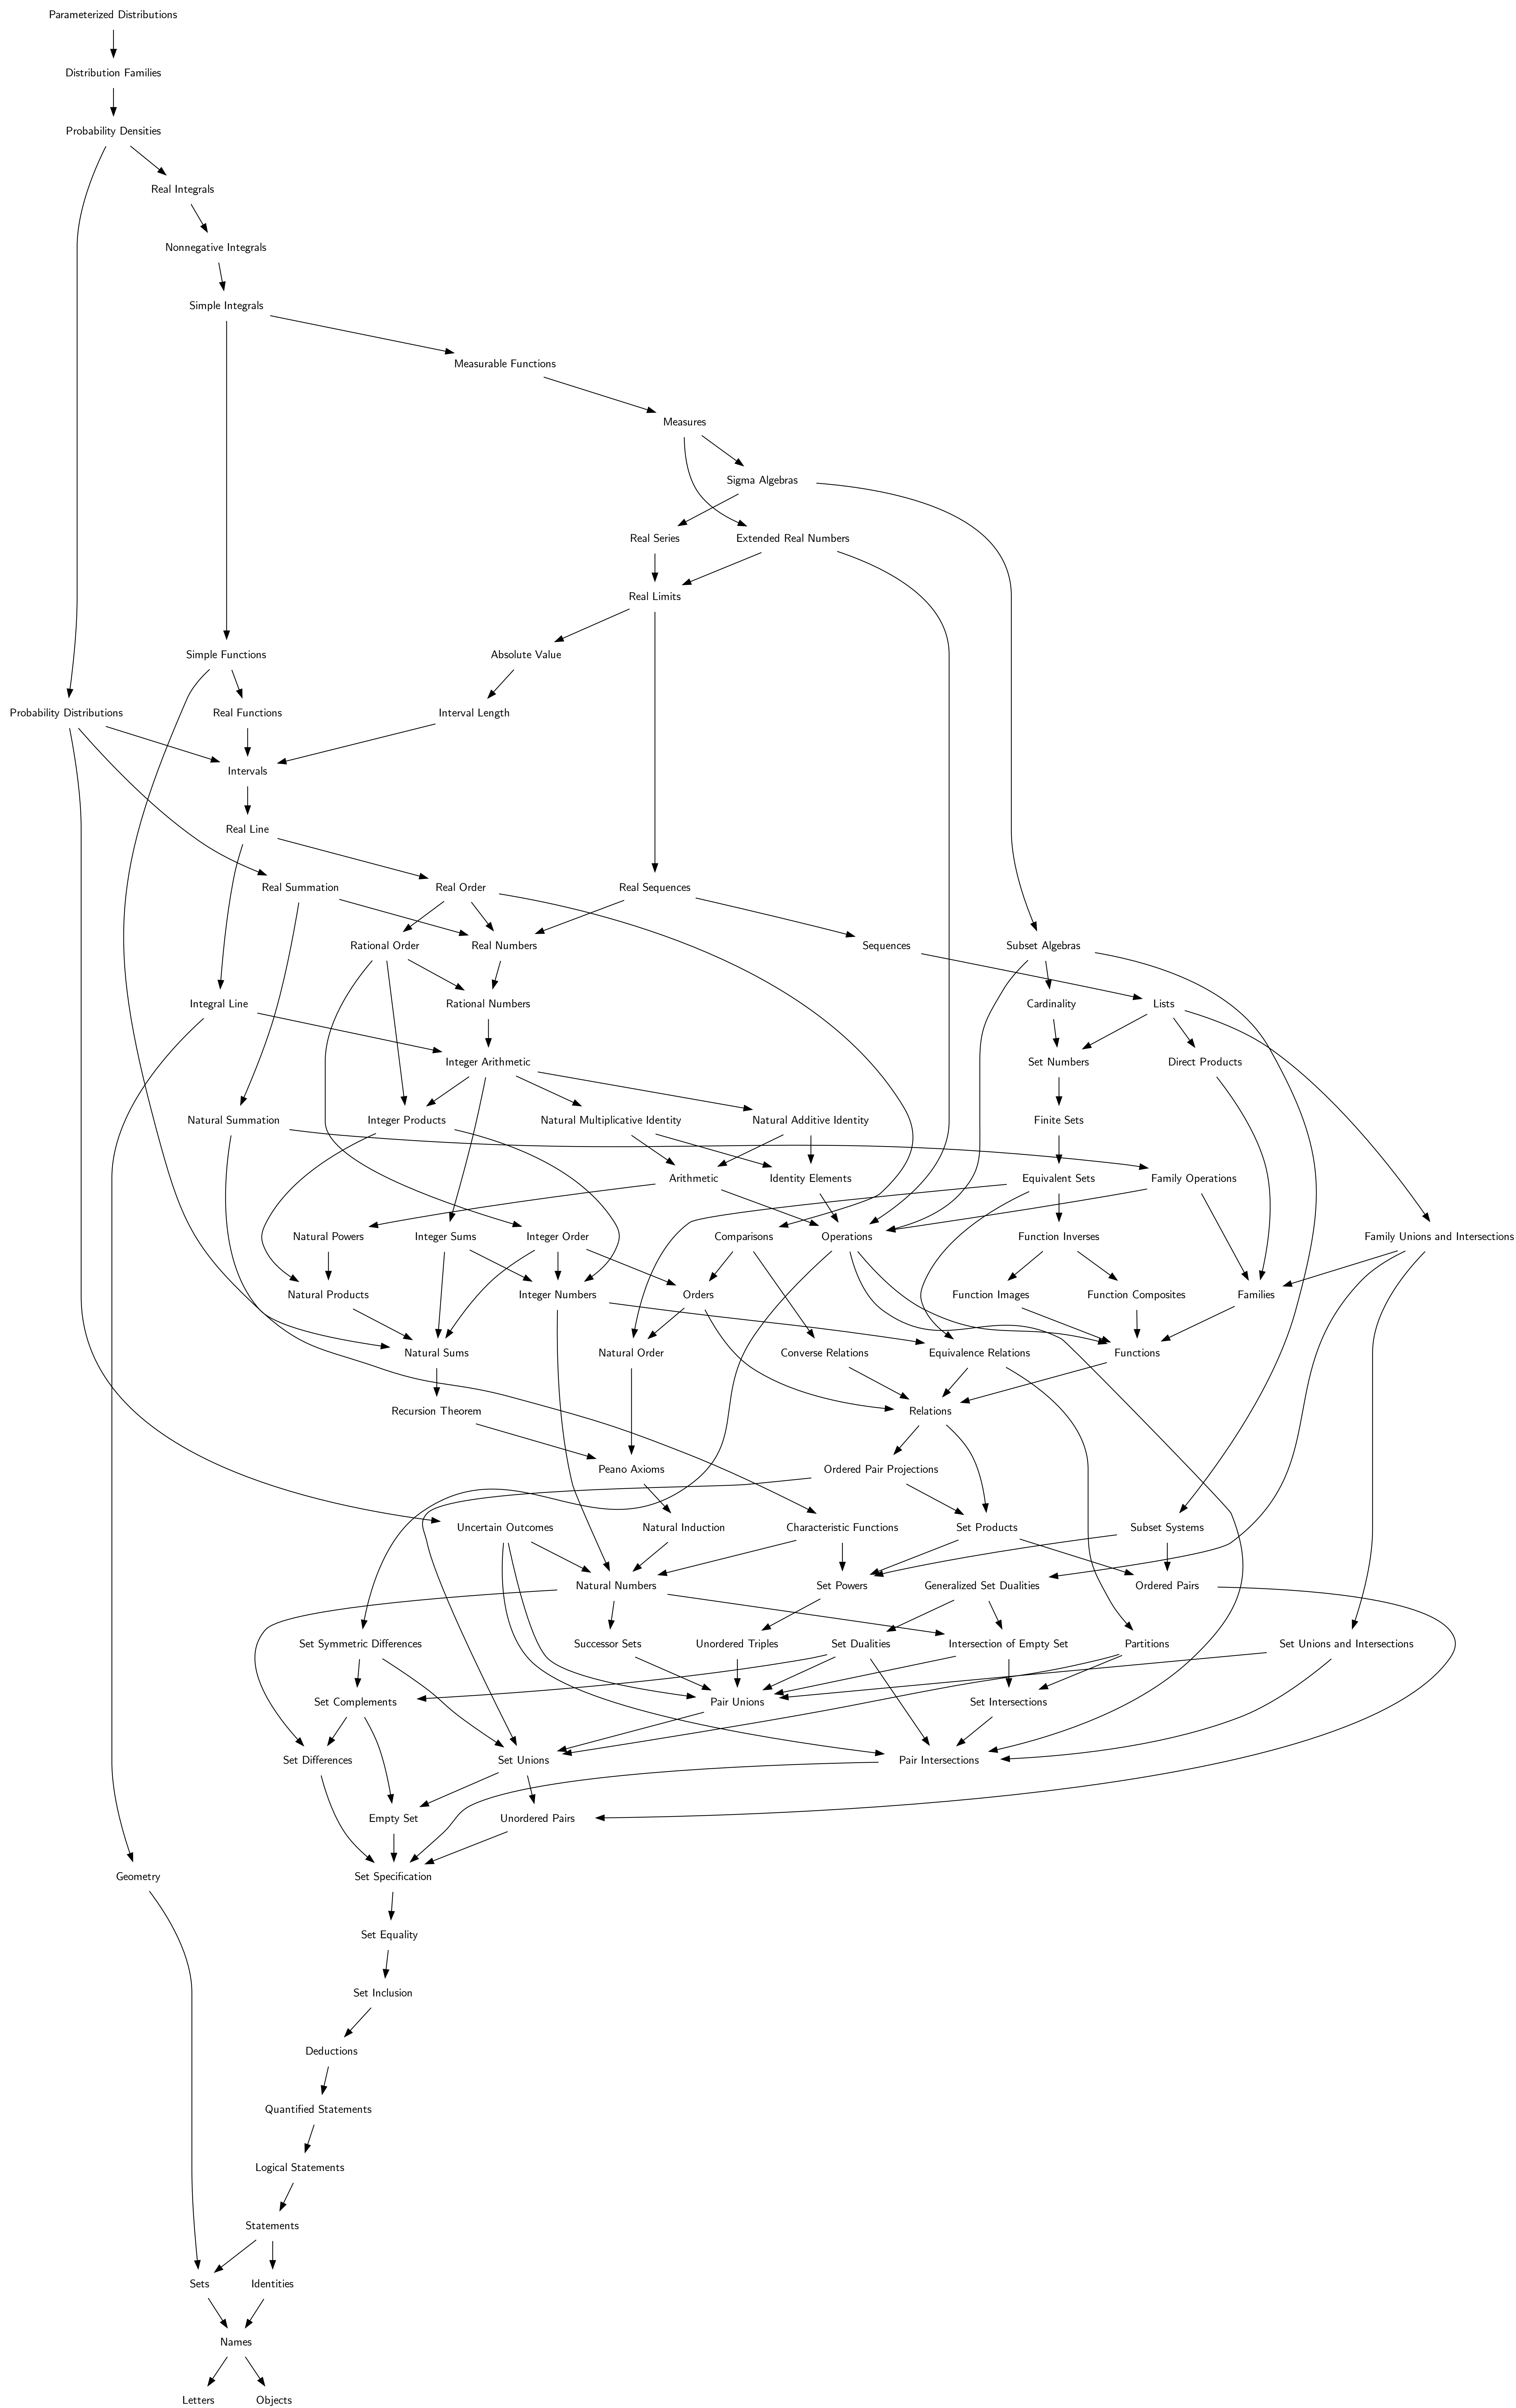 Parameterized Distributions
Distribution Families
Probability Densities
Real Integrals
Nonnegative Integrals
Simple Integrals
Measurable Functions
Measures
Sigma Algebras
Real Series
Extended Real Numbers
Real Limits
Simple Functions
Absolute Value
Probability Distributions
Real Functions
Interval Length
Intervals
Real Line
Real Summation
Real Order
Real Sequences
Rational Order
Real Numbers
Sequences
Subset Algebras
Integral Line
Rational Numbers
Cardinality
Lists
Integer Arithmetic
Set Numbers
Direct Products
Natural Summation
Integer Products
Natural Multiplicative Identity
Natural Additive Identity
Finite Sets
Arithmetic
Identity Elements
Equivalent Sets
Family Operations
Natural Powers
Integer Sums
Integer Order
Comparisons
Operations
Function Inverses
Family Unions and Intersections
Natural Products
Integer Numbers
Orders
Function Images
Function Composites
Families
Natural Sums
Natural Order
Converse Relations
Equivalence Relations
Functions
Recursion Theorem
Relations
Peano Axioms
Ordered Pair Projections
Uncertain Outcomes
Natural Induction
Characteristic Functions
Set Products
Subset Systems
Natural Numbers
Set Powers
Generalized Set Dualities
Ordered Pairs
Set Symmetric Differences
Successor Sets
Unordered Triples
Set Dualities
Intersection of Empty Set
Partitions
Set Unions and Intersections
Set Complements
Pair Unions
Set Intersections
Set Differences
Set Unions
Pair Intersections
Empty Set
Unordered Pairs
Geometry
Set Specification
Set Equality
Set Inclusion
Deductions
Quantified Statements
Logical Statements
Statements
Sets
Identities
Names
Letters
Objects